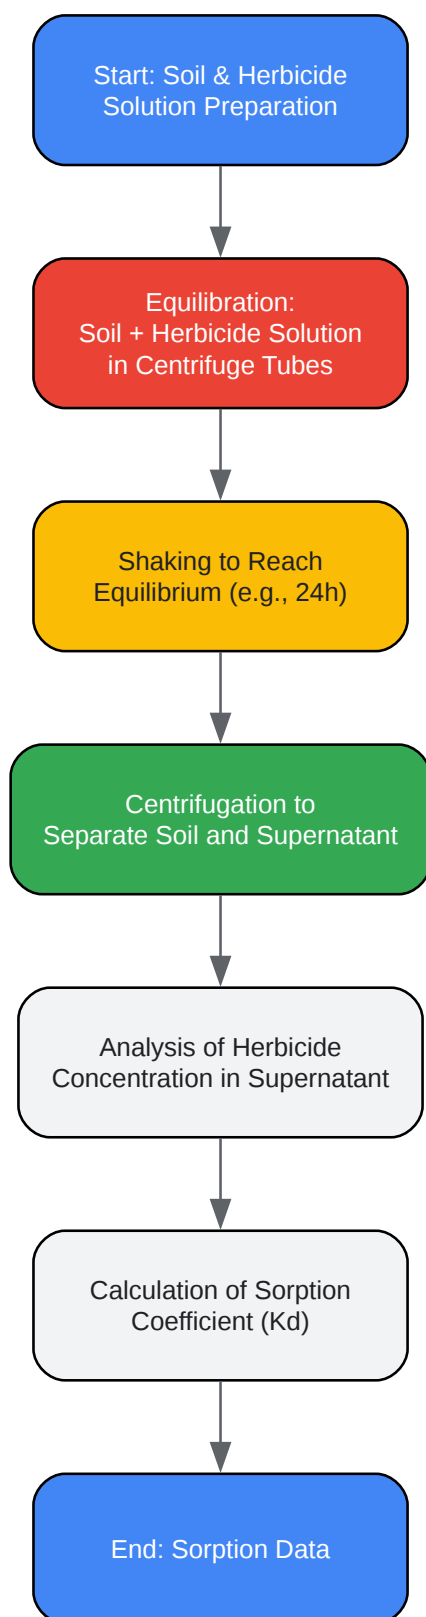 Start: Soil & Herbicide
Solution Preparation
Equilibration:
Soil + Herbicide Solution
in Centrifuge Tubes
Shaking to Reach
Equilibrium (e.g., 24h)
Centrifugation to
Separate Soil and Supernatant
Analysis of Herbicide
Concentration in Supernatant
Calculation of Sorption
Coefficient (Kd)
End: Sorption Data